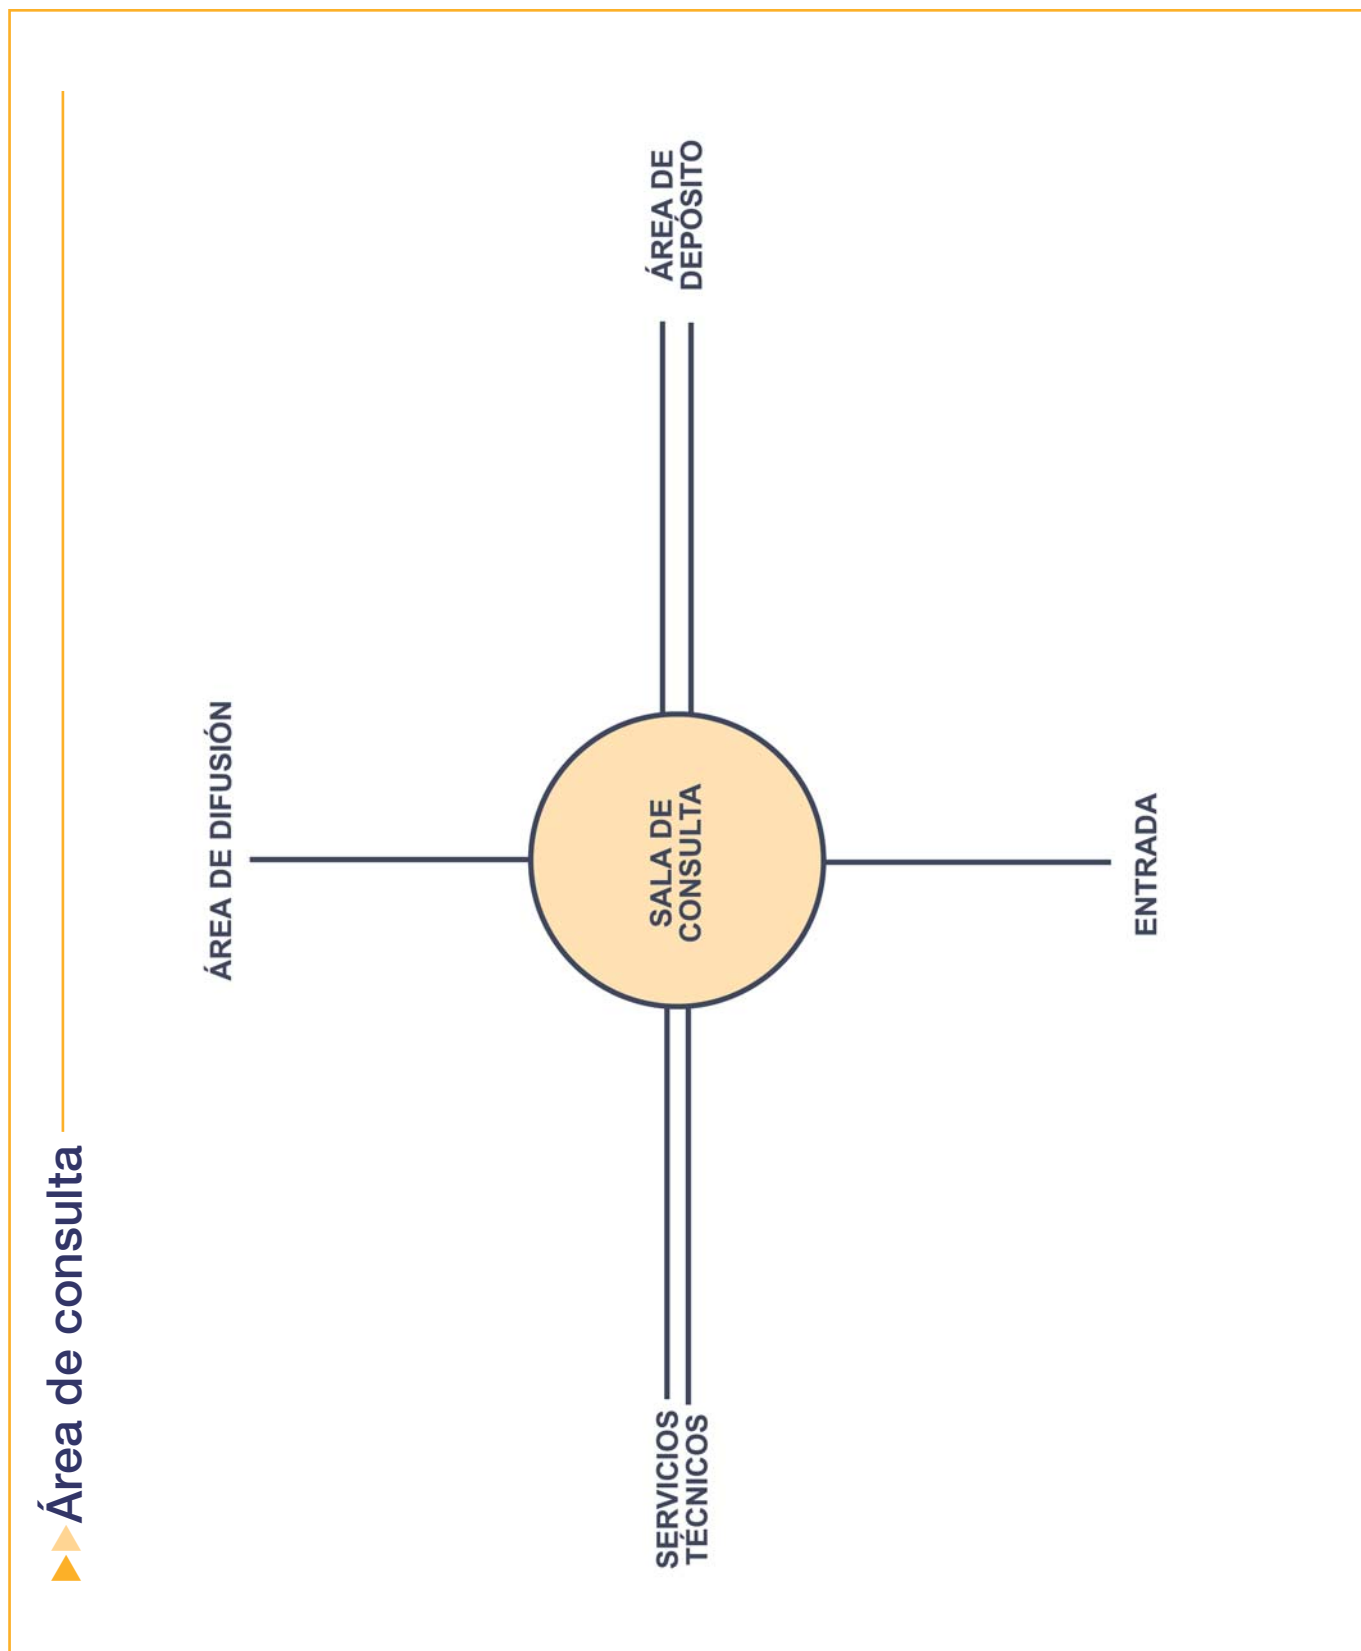 Área de consulta
ÁREA DE DIFUSIÓN
SERVICIOS
TÉCNICOS
SALA DE
CONSULTA
ÁREA DE
DEPÓSITO
ENTRADA